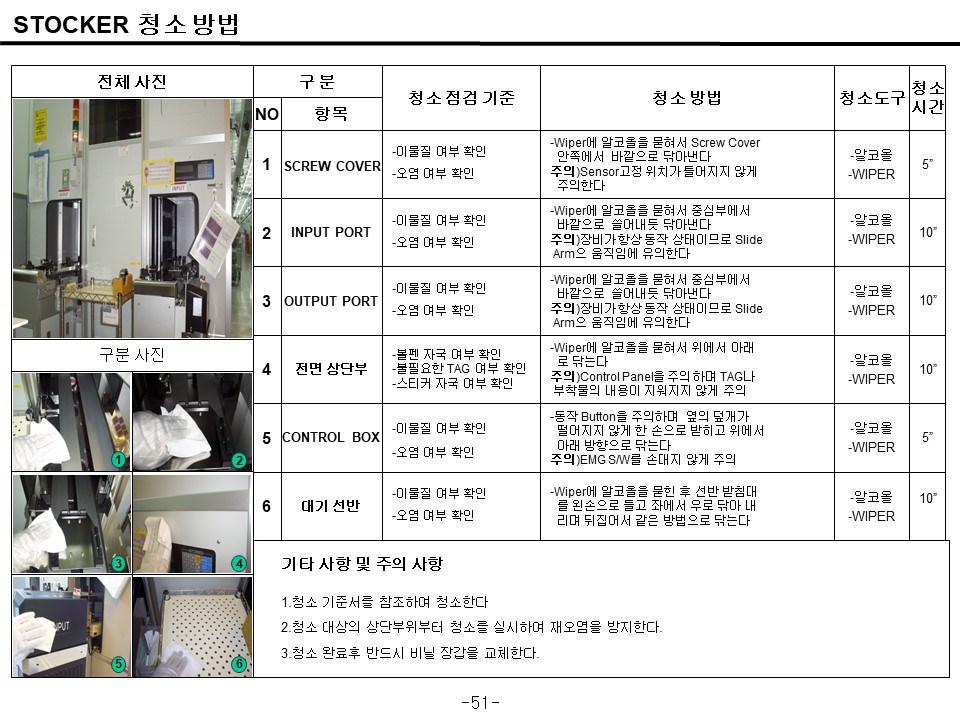 STOCKER 청소 방법
전체 사진
구 분
청소 점검 기준
청소 방법
청소도구
청소
시간
NO
항목
1
SCREW COVER
-이물질 여부 확인
-오염 여부 확인
-Wiper에 알코올을 묻혀서 Screw Cover
안쪽에서 바깥으로 닦아낸다
주의)Sensor고정 위치가 틀어지지 않게
주의한다
-알코올
-WIPER
5”
2
INPUT PORT
-이물질 여부 확인
-오염 여부 확인
-Wiper에 알코올을 묻혀서 중심부에서
바깥으로 쓸어내듯 닦아낸다
주의)장비가항상 동작 상태이므로 Slide
Arm으 움직임에 유의한다
-알코올
-WIPER
10”
3
OUTPUT PORT
-이물질 여부 확인
-오염 여부 확인
-Wiper에 알코올을 묻혀서 중심부에서
바깥으로 쓸어내듯 닦아낸다
주의)장비가항상 동작 상태이므로 Slide
Arm으 움직임에 유의한다
-알코올
-WIPER
10”
구분 사진
4
전면 상단부
-볼펜 자국 여부 확인
-불필요한 TAG 여부 확인
-스티커 자국 여부 확인
-Wiper에 알코올을 묻혀서 위에서 아래
로 닦는다
주의)Control Panel을 주의 하며 TAG나
부착물의 내용이 지워지지 않게 주의
-알코올
-WIPER
10”
5
CONTROL BOX
-이물질 여부 확인
-오염 여부 확인
-동작 Button을 주의하며 옆의 덮개가
떨어지지 않게 한 손으로 받히고 위에서
아래 방향으로 닦는다
주의)EMG S/W를 손대지 않게 주의
-알코올
-WIPER
5”
6
대기 선반
-이물질 여부 확인
-오염 여부 확인
-Wiper에 알코올을 묻힌 후 선반 받침대
를 왼손으로 들고 좌에서 우로 닦아 내
리며 뒤집어서 같은 방법으로 닦는다
-알코올
-WIPER
10”
INPUT
1
2
3
4
INPUT
5
6
기타 사항 및 주의 사항
1.청소 기준서를 참조하여 청소한다
2.청소 대상의 상단부위부터 청소를 실시하여 재오염을 방지한다.
3.청소 완료후 반드시 비닐 장갑을 교체한다.
-51-